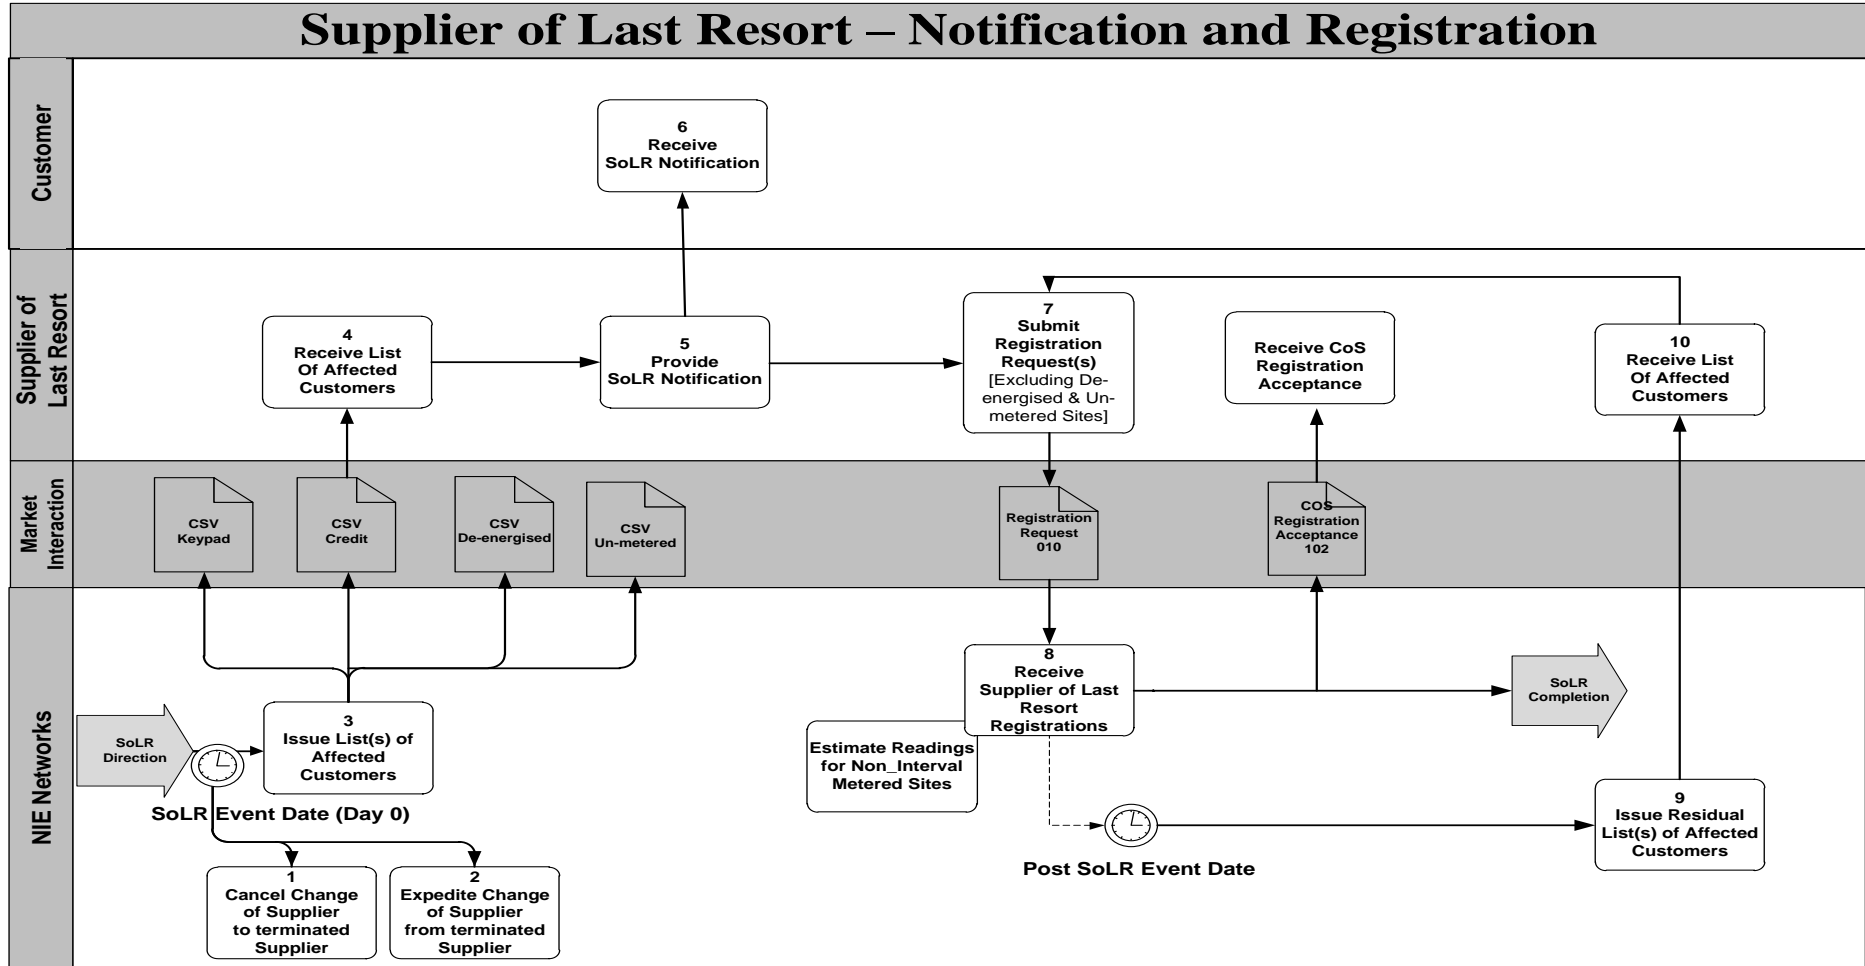 Supplier of Last Resort – Notification and Registration
Customer
6
Receive
SoLR Notification
Supplier of
Last Resort
4
Receive List
Of Affected
Customers
5
Provide
SoLR Notification
7
Submit
Registration
Request(s)
[Excluding De-
energised & Un-
metered Sites]
Receive CoS
Registration
Acceptance
10
Receive List
Of Affected
Customers
Market
Interaction
CSV
Keypad
CSV
Credit
CSV
De-energised
CSV
Un-metered
Registration
Request
010
COS
Registration
Acceptance
102
NIE Networks
SoLR
Direction
SoLR Event Date (Day 0)
3
Issue List(s) of
Affected
Customers
1
Cancel Change
of Supplier
to terminated
Supplier
2
Expedite Change
of Supplier
from terminated
Supplier
8
Receive
Supplier of Last
Resort
Registrations
Estimate Readings
for Non_Interval
Metered Sites
Post SoLR Event Date
SoLR
Completion
9
Issue Residual
List(s) of Affected
Customers